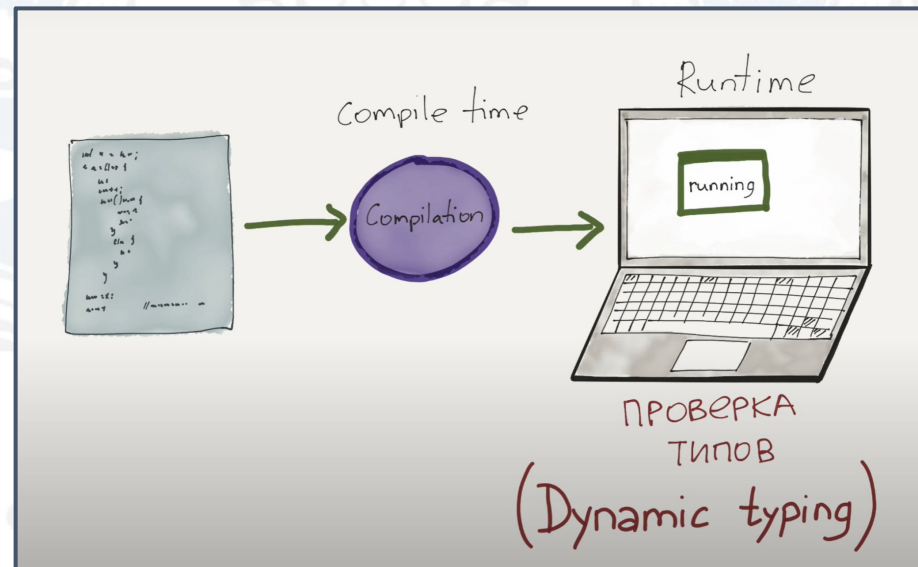 Compile time
Runtime
Compilation
running
ПРОВЕРКА
ТИПОВ
(Dynamic typing)